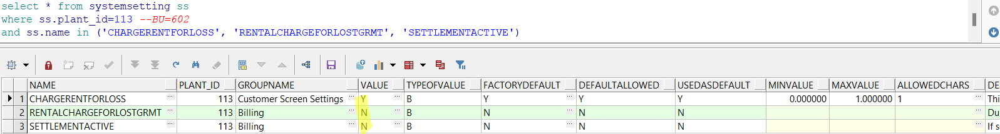 select * from systemsetting ss
where ss.plant_id=113 --BU=602
and ss.name in ('CHARGERENTFORLOSS', 'RENTALCHARGEFORLOSTGRMT', 'SETTLEMENTACTIVE')
NAME PLANT_ID GROUPNAME VALUE TYPEOFVALUE FACTORYDEFAULT DEFAULTALLOWED USEDASDEFAULT MINVALUE MAXVALUE ALLOWEDCHARS DE
1 CHARGERENTFORLOSS 113 Customer Screen Settings Y B Y Y Y 0.000000 1.000000 1 Thi
2 RENTALCHARGEFORLOSTGRMT 113 Billing N B N N N Du
3 SETTLEMENTACTIVE 113 Billing N B N N N If s